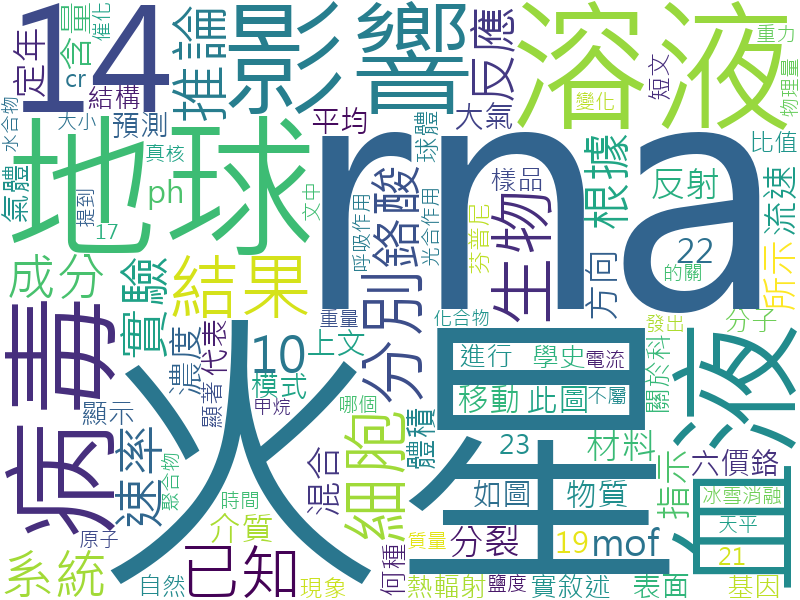 14
影響
溶液
含量
催化
定年
推論
反應
短文
重力
物理量
cr
結構
變化
水合物
大小
預測
平均
大氣
比值
真核
球體
地球
rna
氣體
ph
提到
文中
17
呼吸作用
光合作用
鉻酸
芬普尼
樣品
生物
根據
反射
流速
22
的關
所示
方向
成分
實驗
結果
分別
重量
化合物
發出
分子
病毒
濃度
代表
10
上文
進行
學史
電流
關於科
顯示
顯著
甲烷
模式
哪個
移動
此圖
不屬
血液
火星
速率
聚合物
時間
混合
細胞
體積
23
材料
指示
六價鉻
如圖
物質
冰雪消融
天平
原子
介質
質量
分裂
19
mof
21
系統
自然
已知
現象
何種
熱輻射
鹽度
實敘述
表面
基因